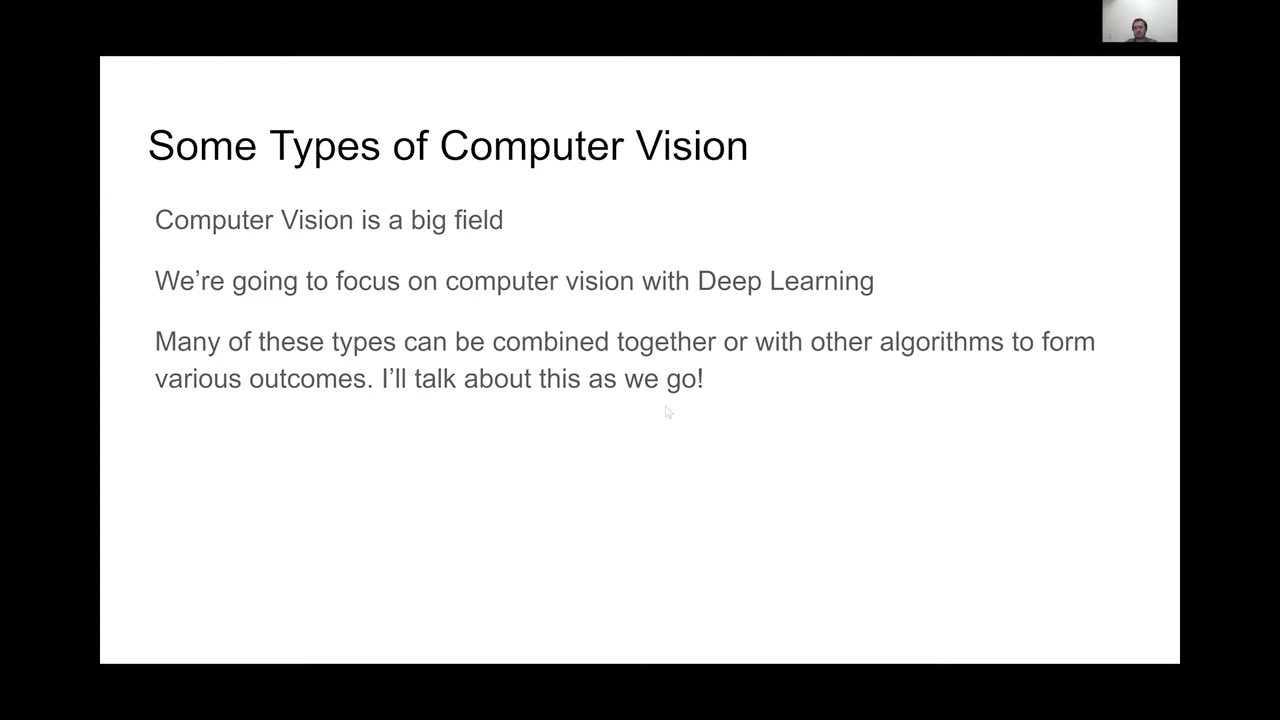 Some Types of Computer Vision
Computer Vision is a big field
We’re going to focus on computer vision with Deep Learning
Many of these types can be combined together or with other algorithms to form
various outcomes. I’ll talk about this as we go!